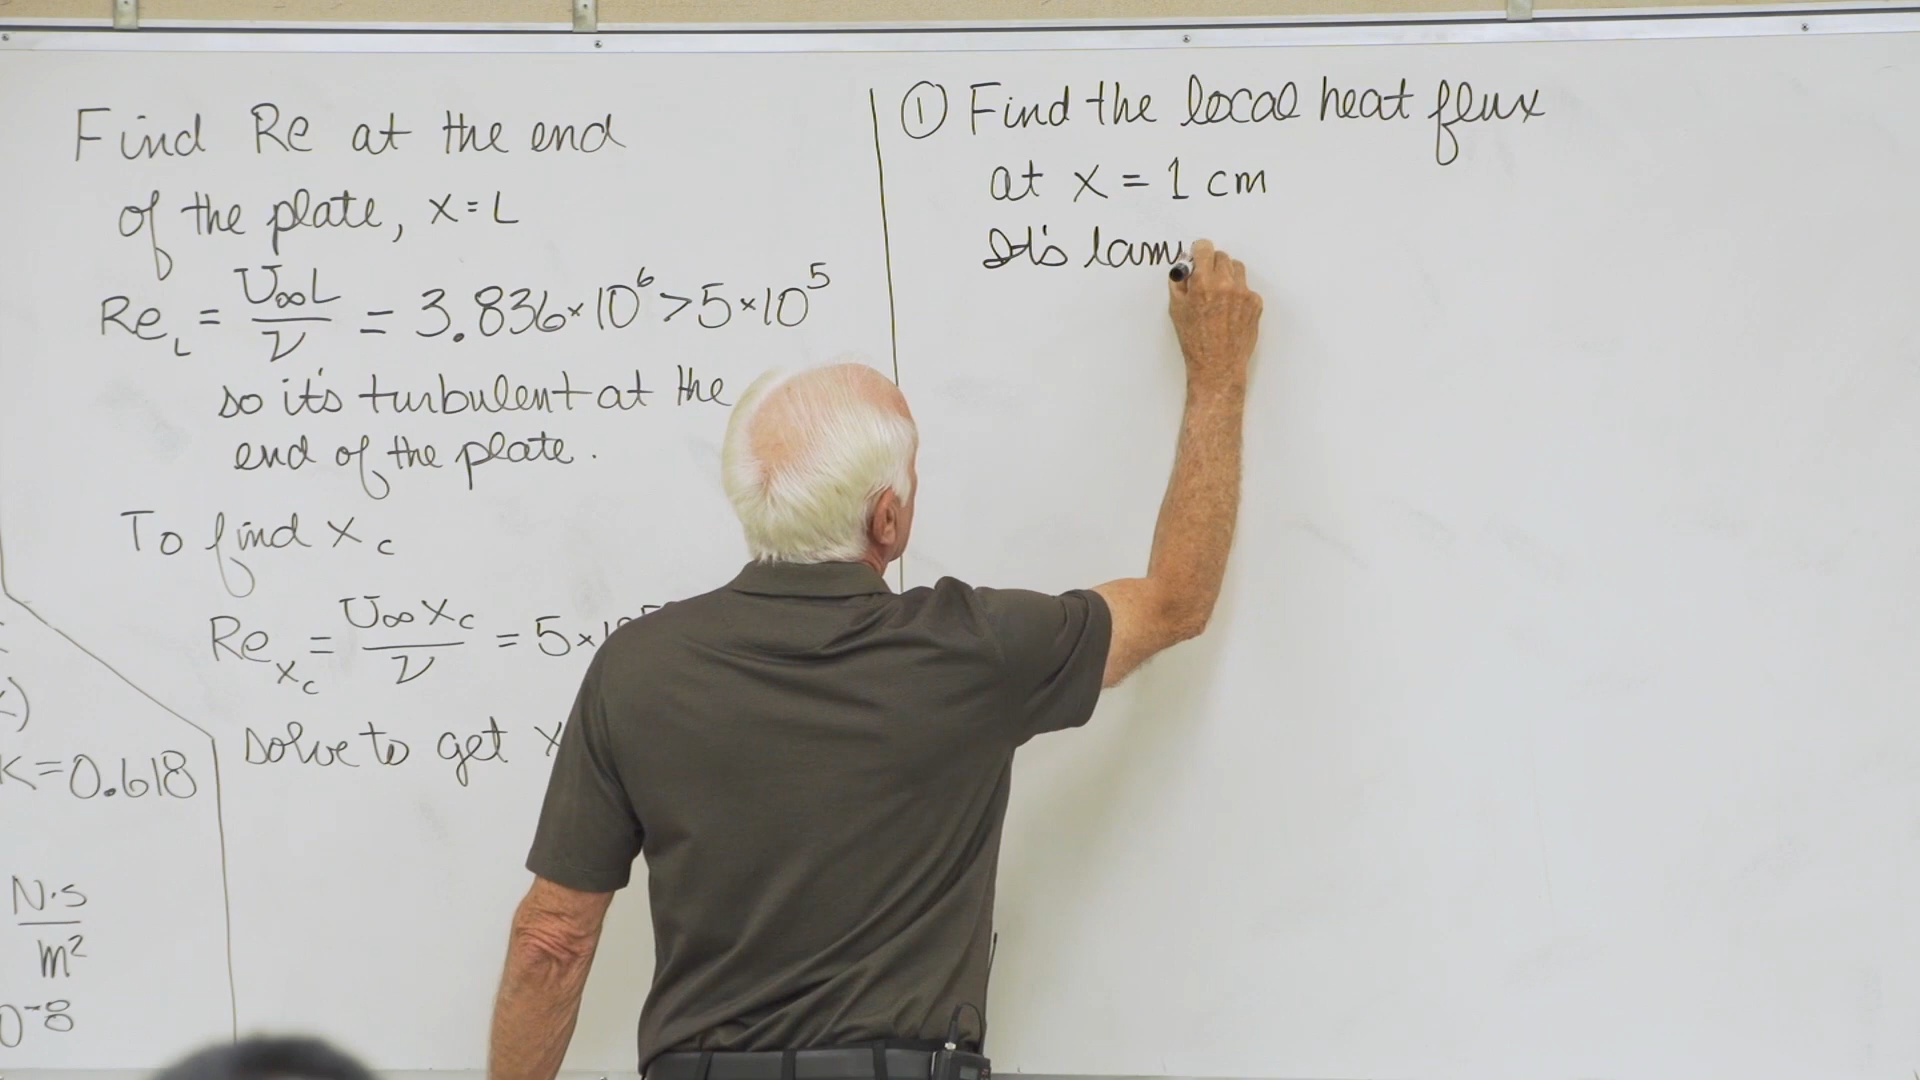 Find Re at the end
of the plate, x=L
Re_L = U∞L/ν = 3.836×10⁶ > 5×10⁵
so it's turbulent at the
end of the plate.
To find x_c
Re_x_c = U∞x_c/ν = 5×10⁵
solve to get x
K=0.618
N·s
m²
0⁻⁸
① Find the local heat flux
at x = 1 cm
It's lam